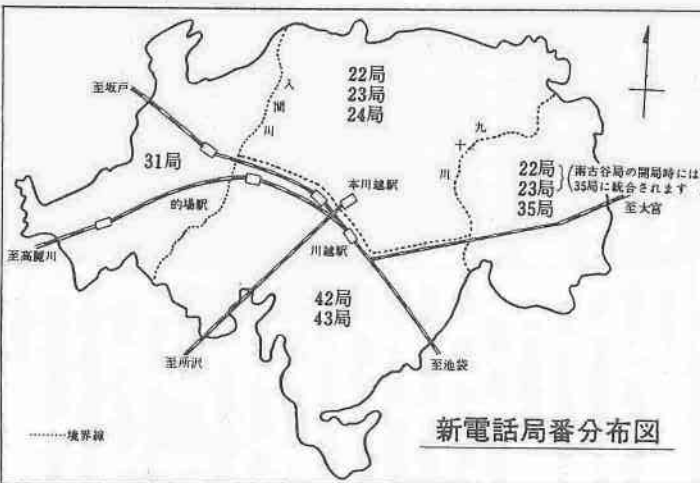 22局
23局
24局
至坂戸
入間川
九十川
31局
本川越駅
22局
23局
35局
(南古谷局の開局時には
35局に統合されます
的場駅
至大宮
川越駅
至高麗川
42局
43局
至所沢
至池袋
境界線
新電話局番分布図